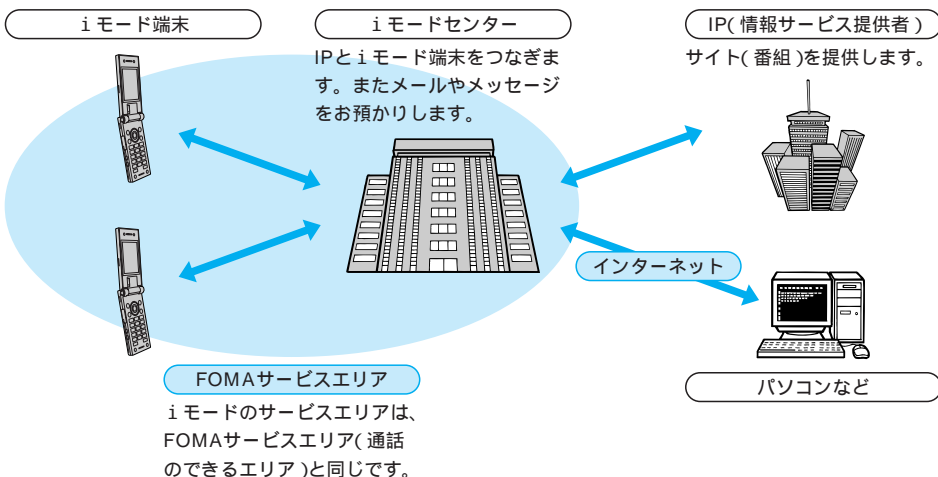 iモード端末
iモードセンター
IPとiモード端末をつなぎま
す。またメールやメッセージ
をお預かりします。
IP(情報サービス提供者)
サイト(番組)を提供します。
インターネット
パソコンなど
FOMAサービスエリア
iモードのサービスエリアは、
FOMAサービスエリア(通話
のできるエリア)と同じです。